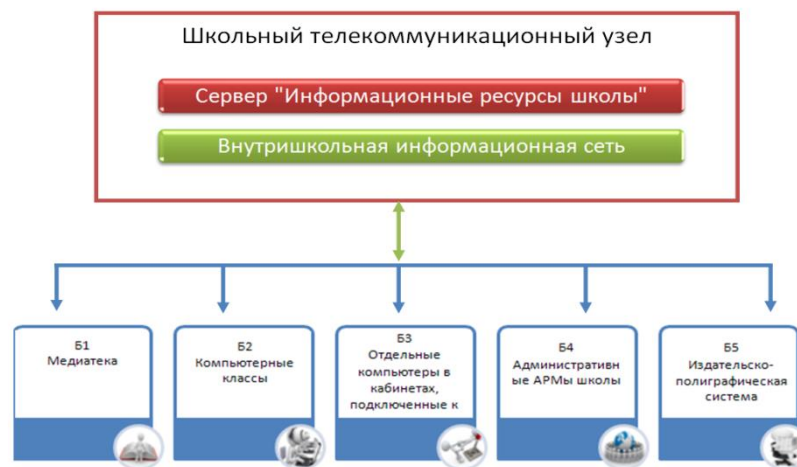 Школьный телекоммуникационный узел
Сервер "Информационные ресурсы школы"
Внутришкольная информационная сеть
Б1
Медиатека
Б2
Компьютерные
классы
Б3
Отдельные
компьютеры в
кабинетах,
подключенные к
Б4
Административн
ые АРМы школы
Б5
Издательско-
полиграфическая
система